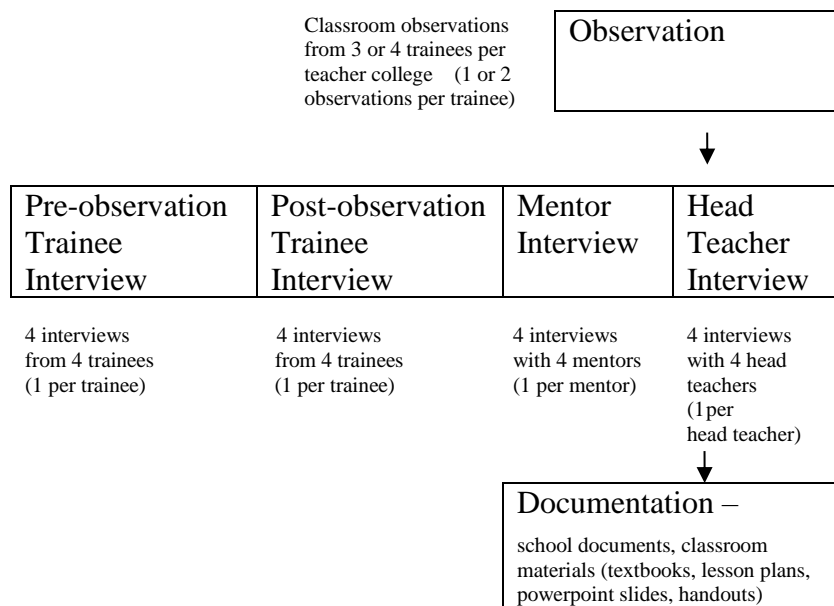 Classroom observations
from 3 or 4 trainees per
teacher college (1 or 2
observations per trainee)
Observation
Pre-observation
Trainee
Interview
Post-observation
Trainee
Interview
Mentor
Interview
Head
Teacher
Interview
4 interviews
from 4 trainees
(1 per trainee)
4 interviews
from 4 trainees
(1 per trainee)
4 interviews
with 4 mentors
(1 per mentor)
4 interviews
with 4 head
teachers
(1per
head teacher)
Documentation –
school documents, classroom
materials (textbooks, lesson plans,
powerpoint slides, handouts)